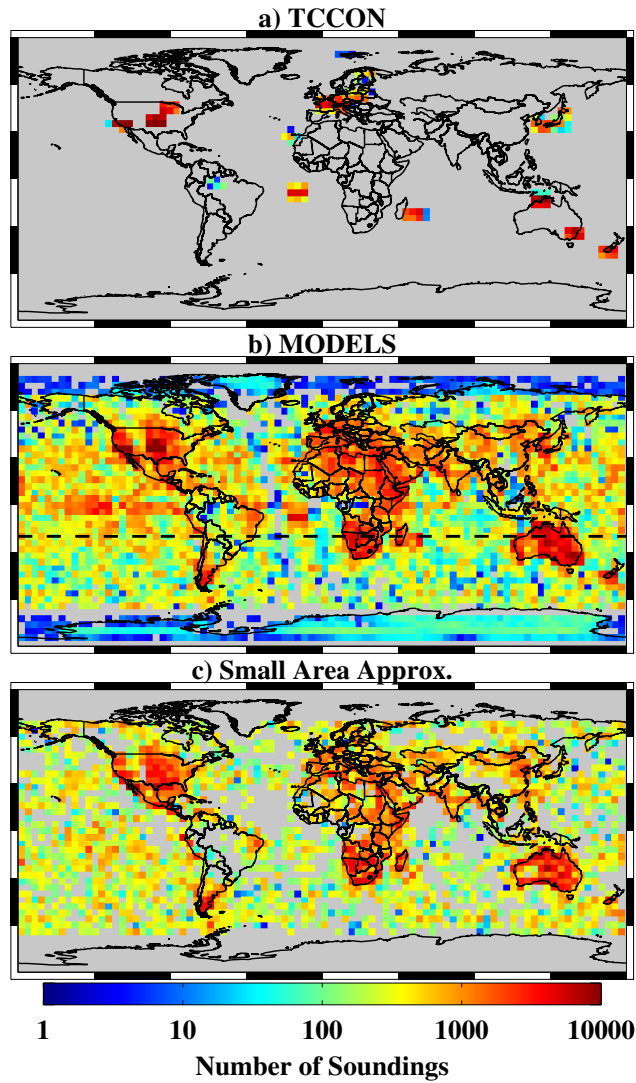 a) TCCON
b) MODELS
c) Small Area Approx.
1 10 100 1000 10000
Number of Soundings